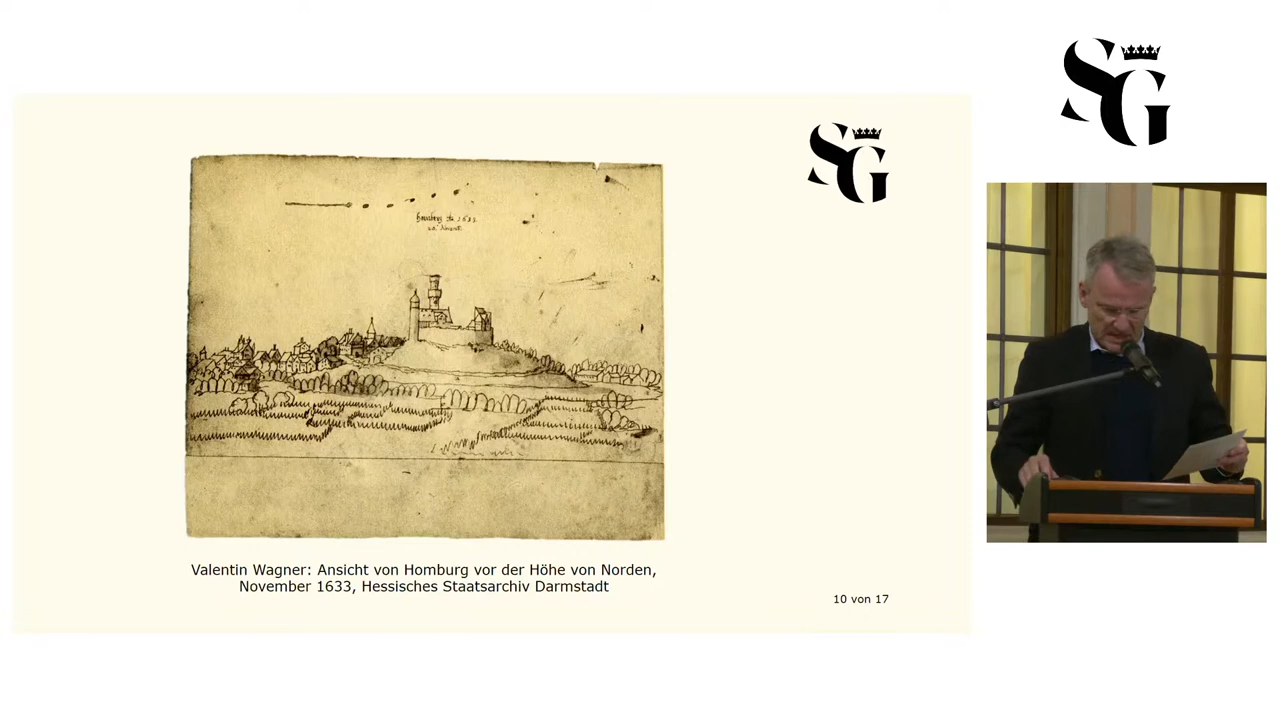 SG
SG
Valentin Wagner: Ansicht von Homburg vor der Höhe von Norden,
November 1633, Hessisches Staatsarchiv Darmstadt
10 von 17